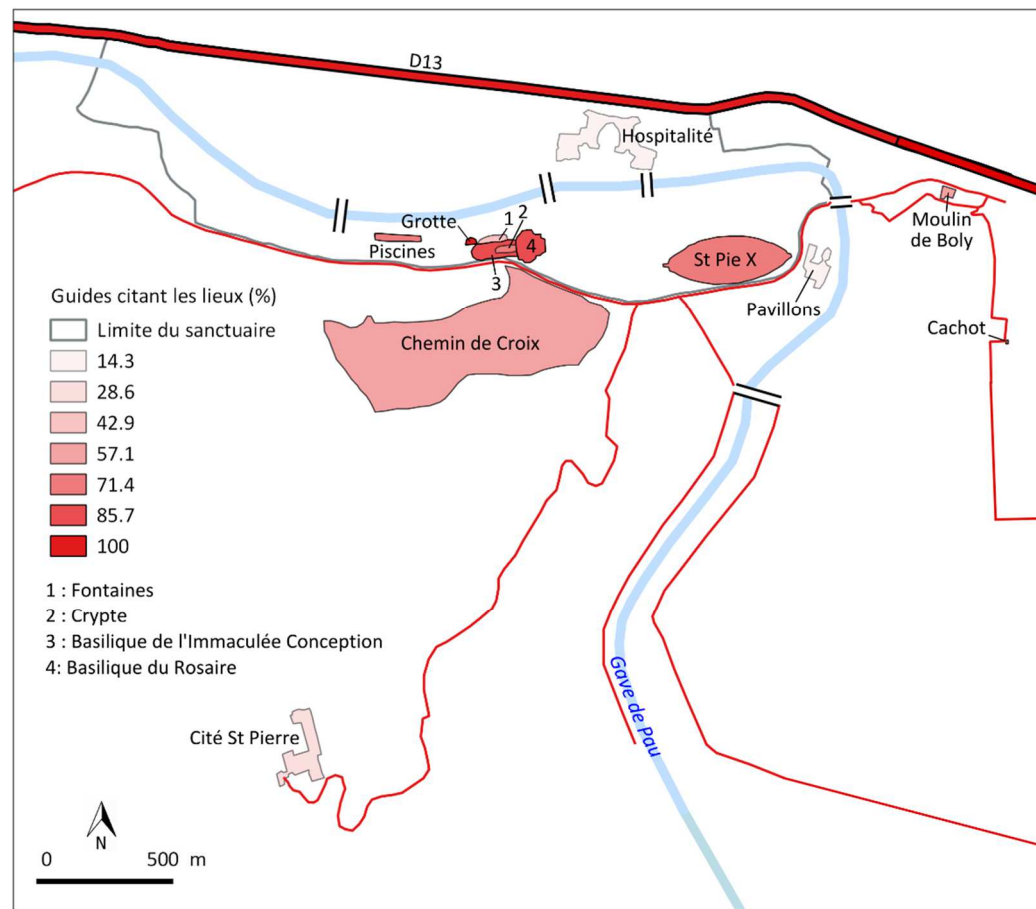 D13
Hospitalité
Grotte
1
2
4
Piscines
3
St Pie X
Moulin
de Boly
Pavillons
Cachot
Chemin de Croix
Guides citant les lieux (%)
Limite du sanctuaire
14.3
28.6
42.9
57.1
71.4
85.7
100
1 : Fontaines
2 : Crypte
3 : Basilique de l'Immaculée Conception
4: Basilique du Rosaire
Gave de Pau
Cité St Pierre
N
0 500 m